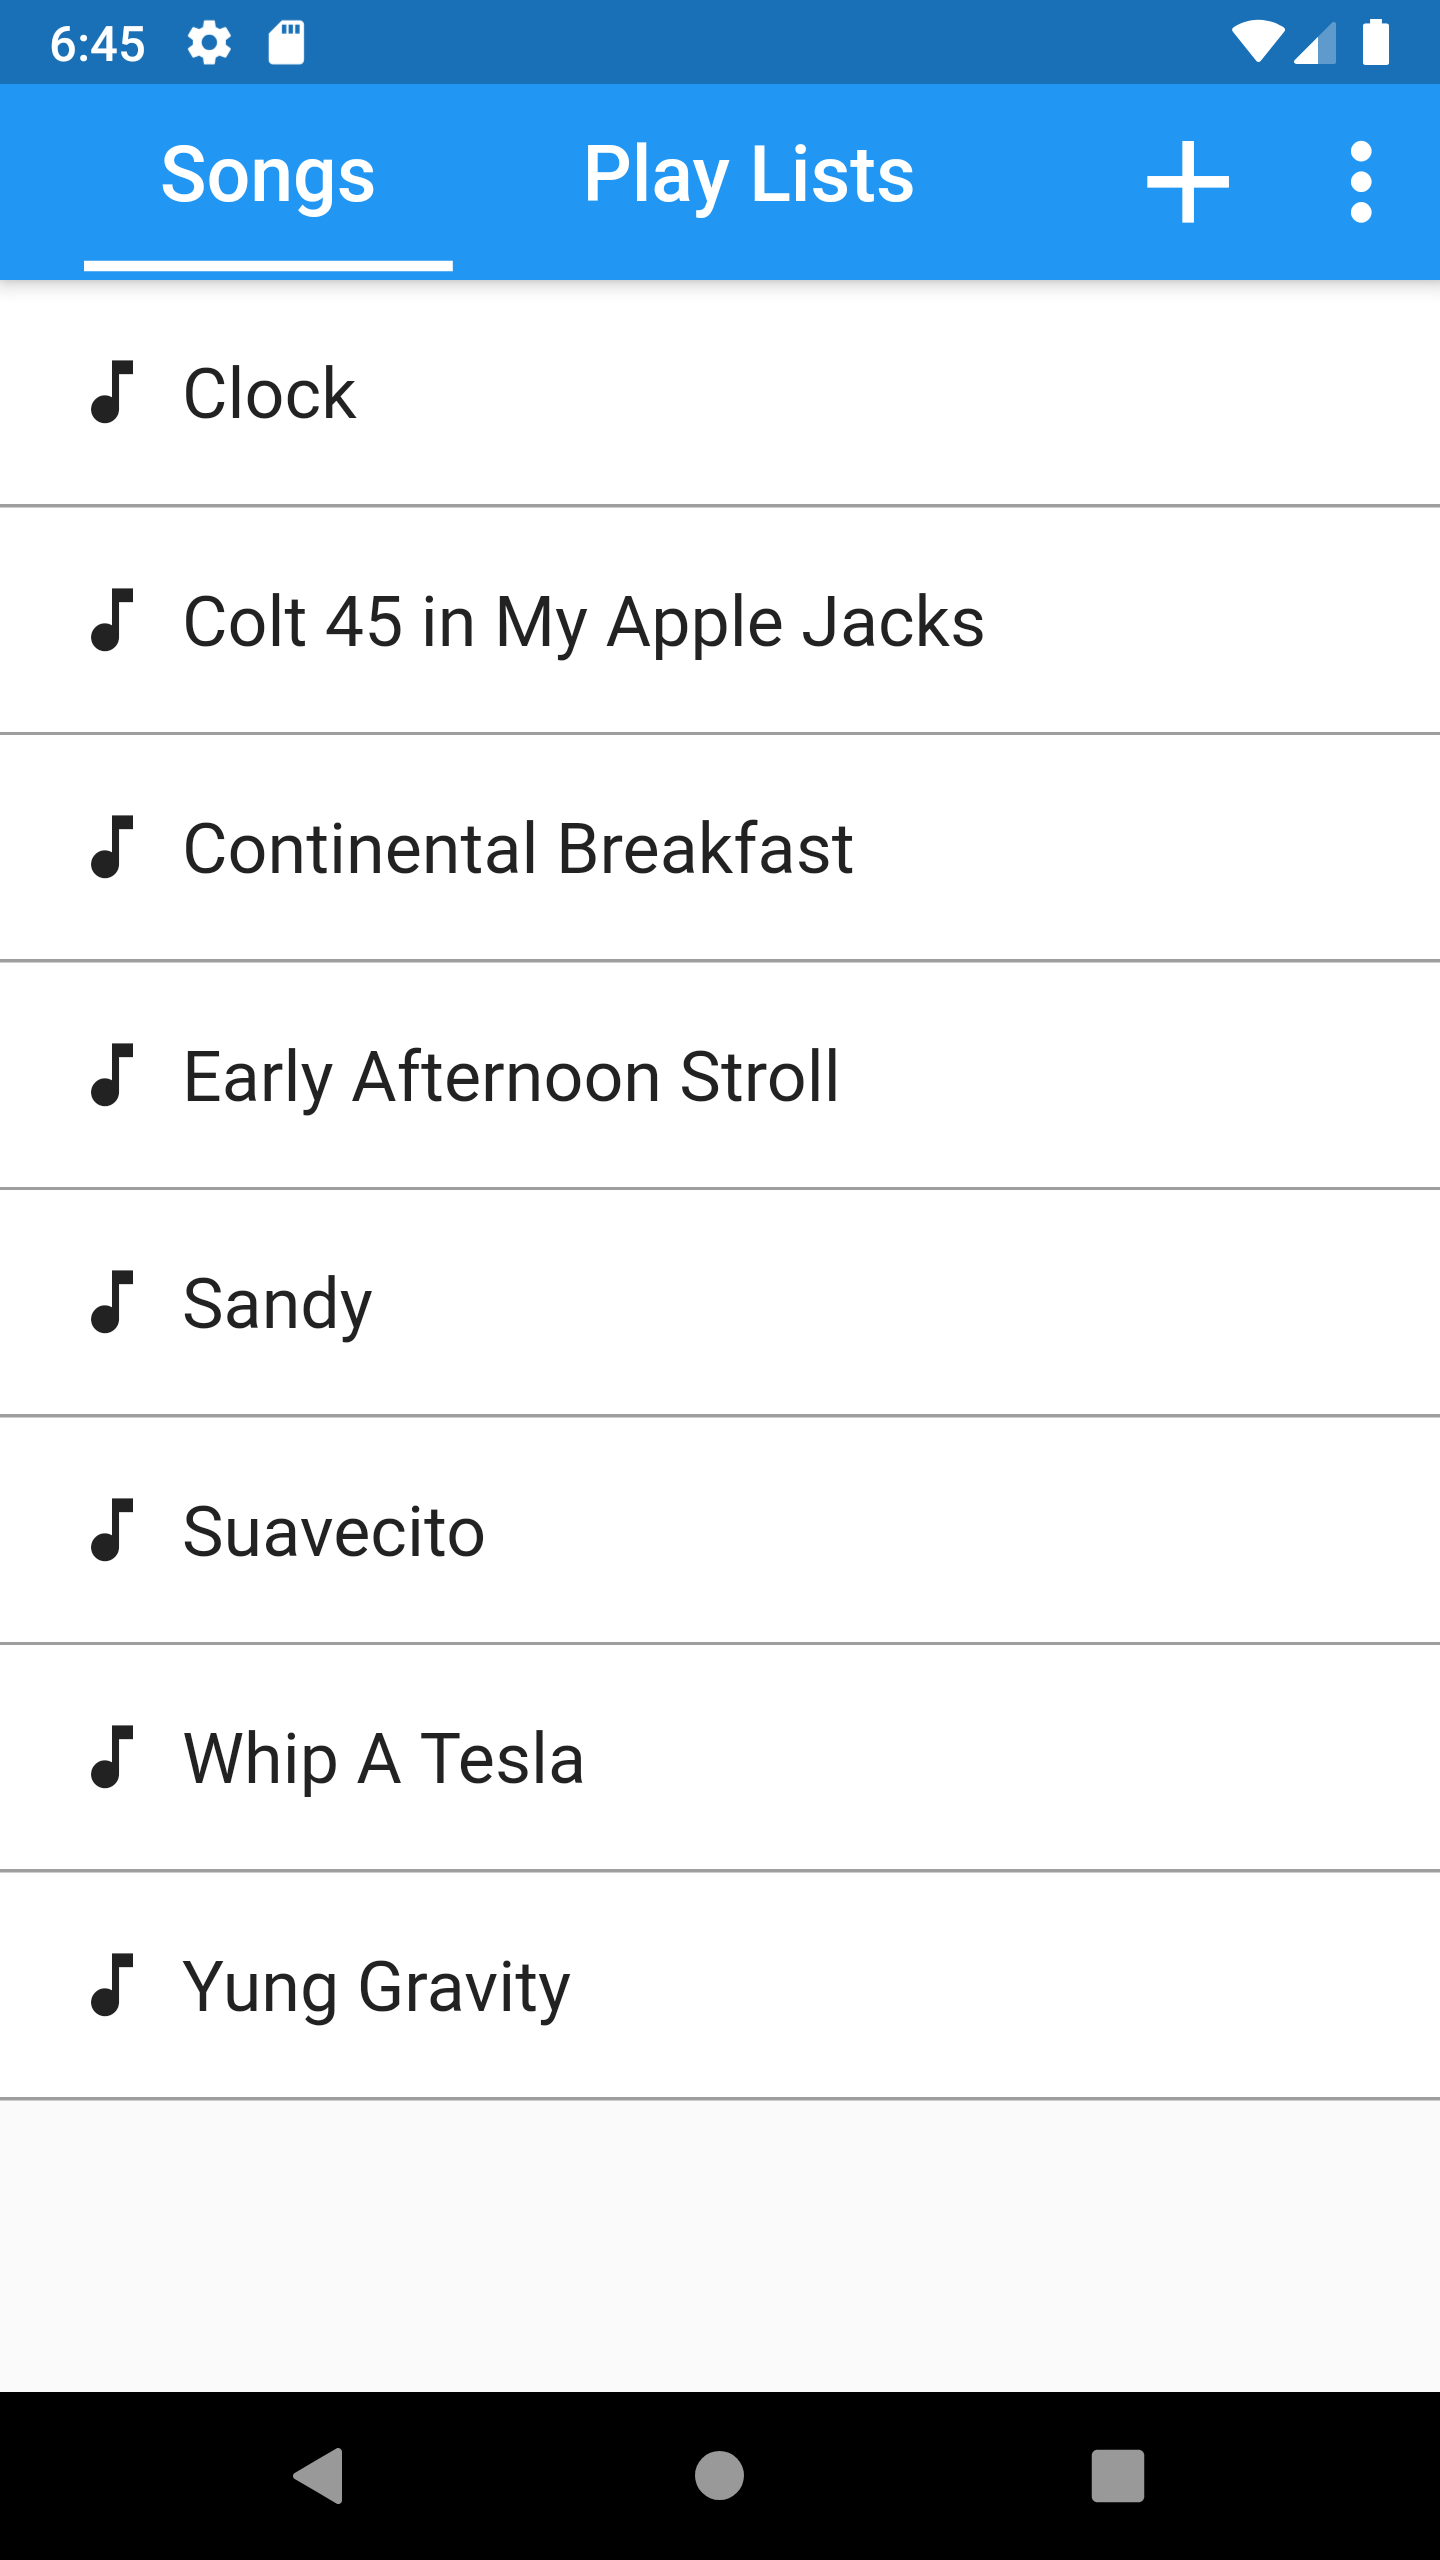 6:45
Songs Play Lists
Clock
Colt 45 in My Apple Jacks
Continental Breakfast
Early Afternoon Stroll
Sandy
Suavecito
Whip A Tesla
Yung Gravity